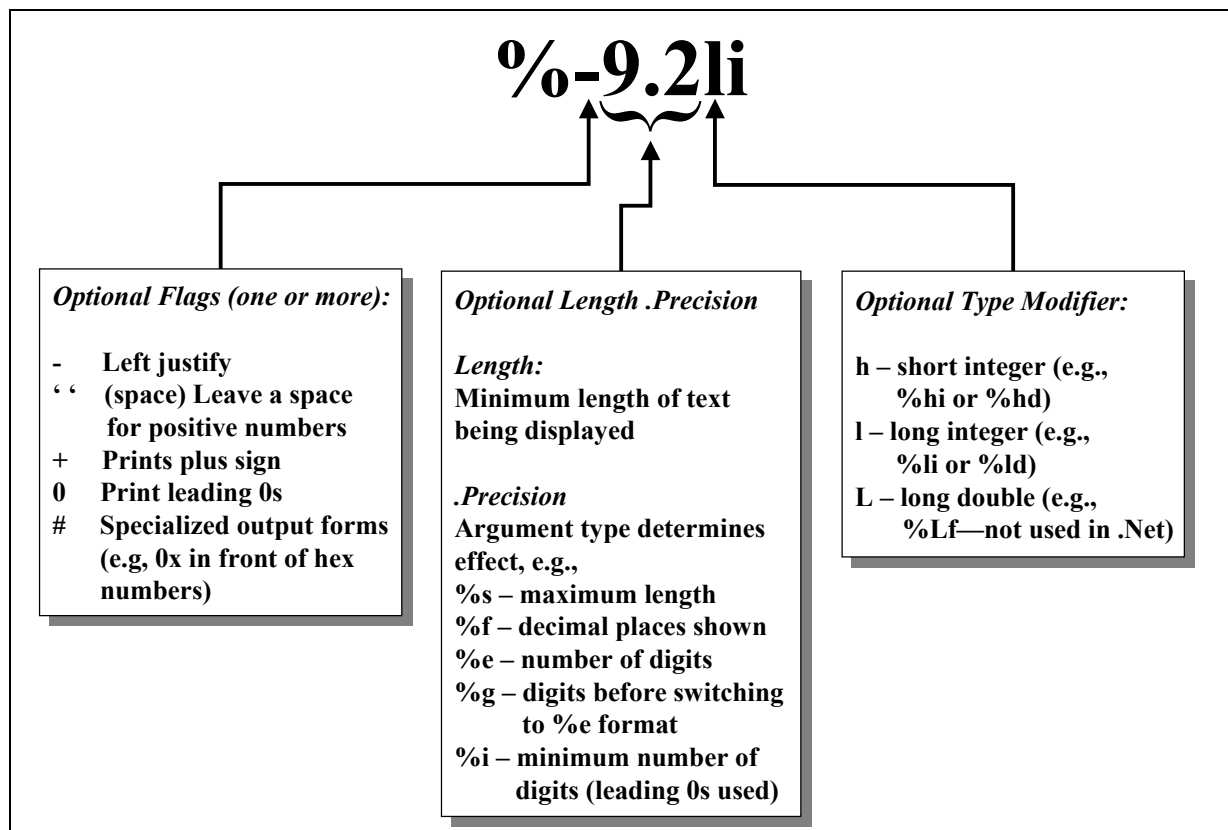 %-9.2li
Optional Flags (one or more):
- Left justify
‘ ‘ (space) Leave a space
for positive numbers
+ Prints plus sign
0 Print leading 0s
# Specialized output forms
(e.g, 0x in front of hex
numbers)
Optional Length .Precision
Length:
Minimum length of text
being displayed
.Precision
Argument type determines
effect, e.g.,
%s – maximum length
%f – decimal places shown
%e – number of digits
%g – digits before switching
to %e format
%i – minimum number of
digits (leading 0s used)
Optional Type Modifier:
h – short integer (e.g.,
%hi or %hd)
l – long integer (e.g.,
%li or %ld)
L – long double (e.g.,
%Lf—not used in .Net)